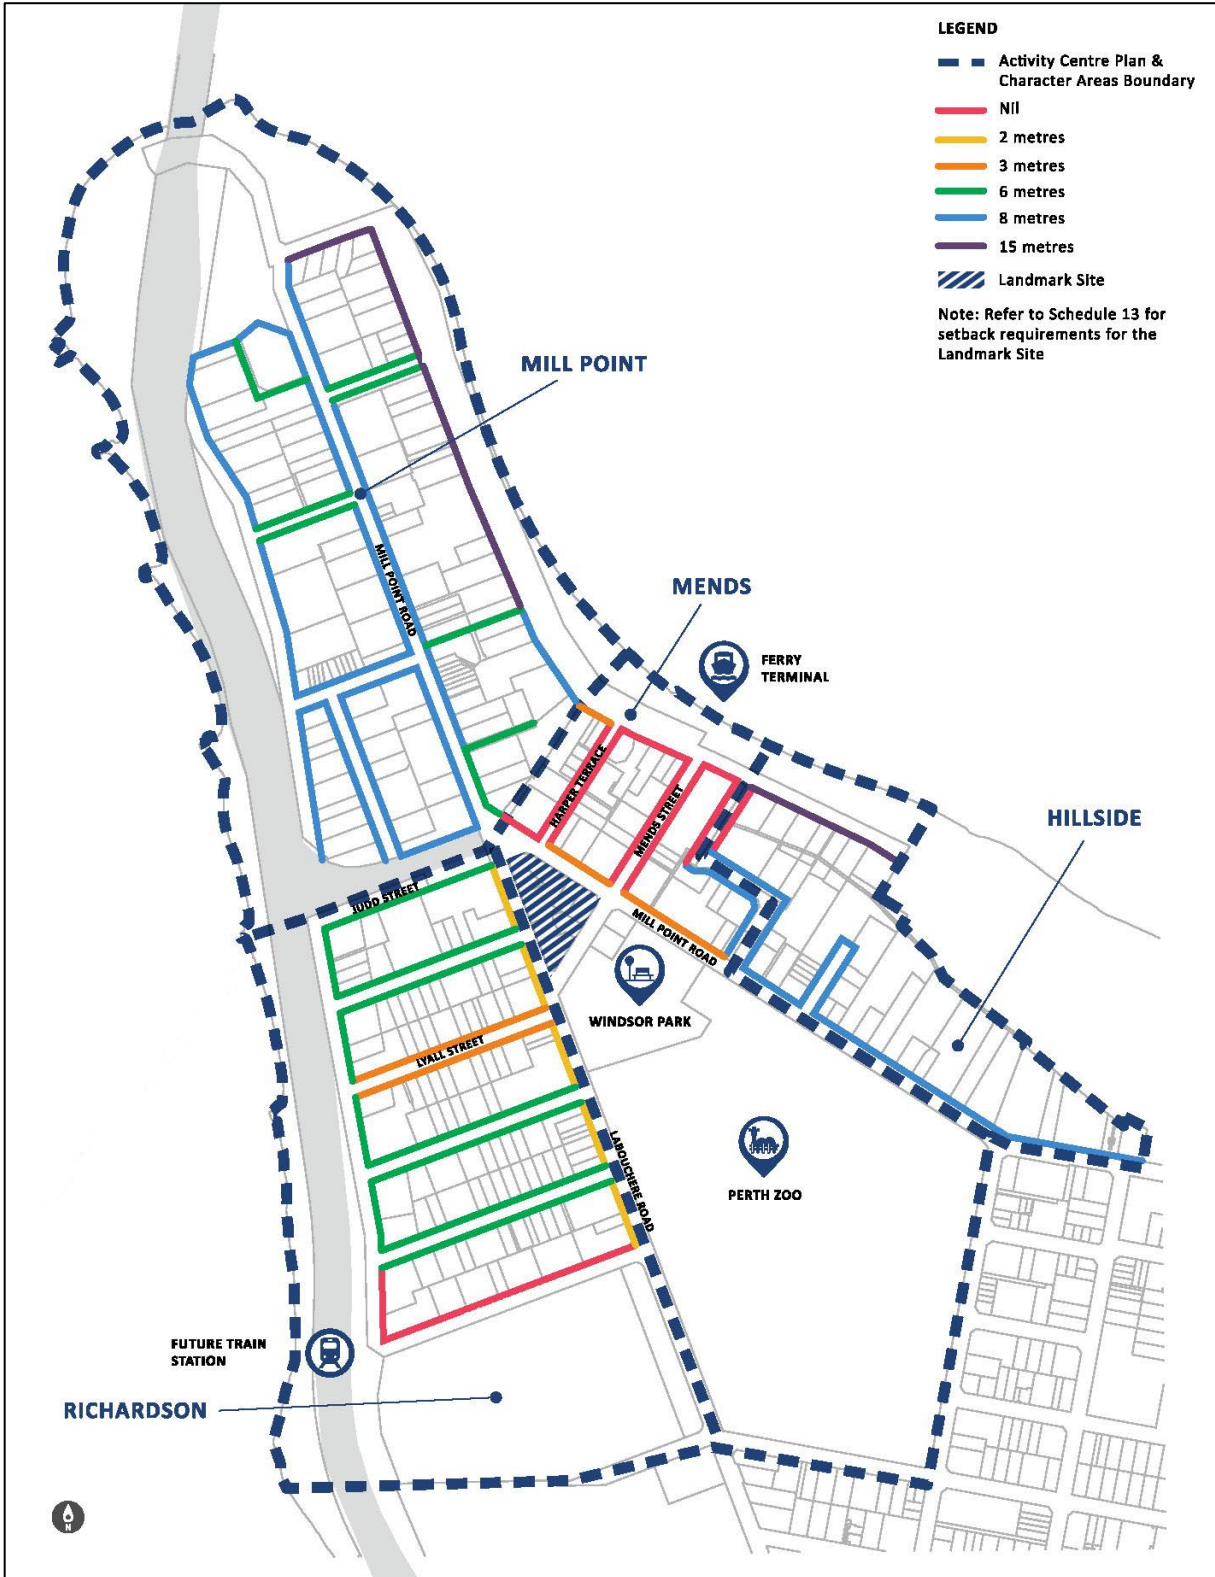 LEGEND
Activity Centre Plan &
Character Areas Boundary
Nil
2 metres
3 metres
6 metres
8 metres
15 metres
Landmark Site
Note: Refer to Schedule 13 for
setback requirements for the
Landmark Site
MILL POINT
MILL POINT ROAD
MENDS
FERRY
TERMINAL
HARPER TERRACE
MENDS STREET
HILLSIDE
JUDD STREET
MILL POINT ROAD
WINDSOR PARK
LYALL STREET
LABOUCHERE ROAD
PERTH ZOO
FUTURE TRAIN
STATION
RICHARDSON
N